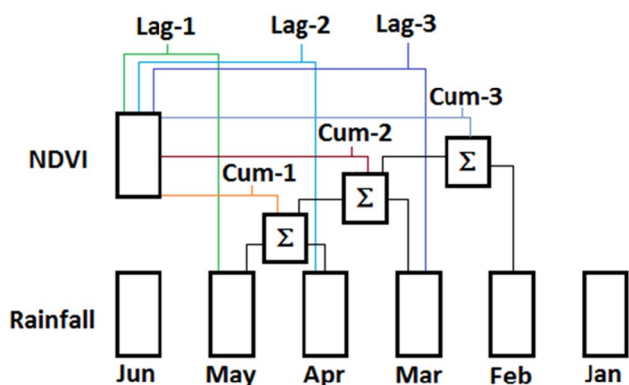 Lag-1 Lag-2 Lag-3
Cum-3
Cum-2
NDVI Σ
Cum-1
Σ
Σ
Rainfall
Jun May Apr Mar Feb Jan